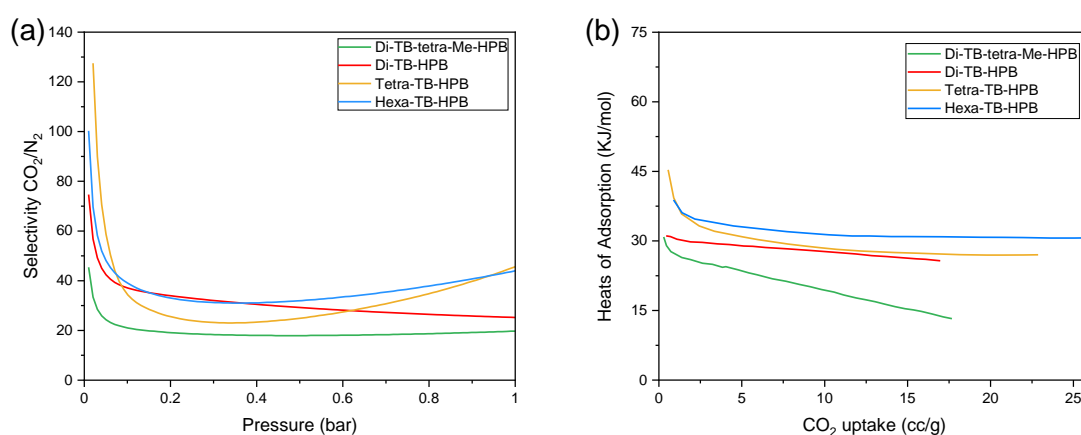 (a)
Selectivity CO2/N2
140
120
100
80
60
40
20
0
Di-TB-tetra-Me-HPB
Di-TB-HPB
Tetra-TB-HPB
Hexa-TB-HPB
0 0.2 0.4 0.6 0.8 1
Pressure (bar)
(b)
Heats of Adsorption (KJ/mol)
75
60
45
30
15
0
Di-TB-tetra-Me-HPB
Di-TB-HPB
Tetra-TB-HPB
Hexa-TB-HPB
0 5 10 15 20 25
CO2 uptake (cc/g)